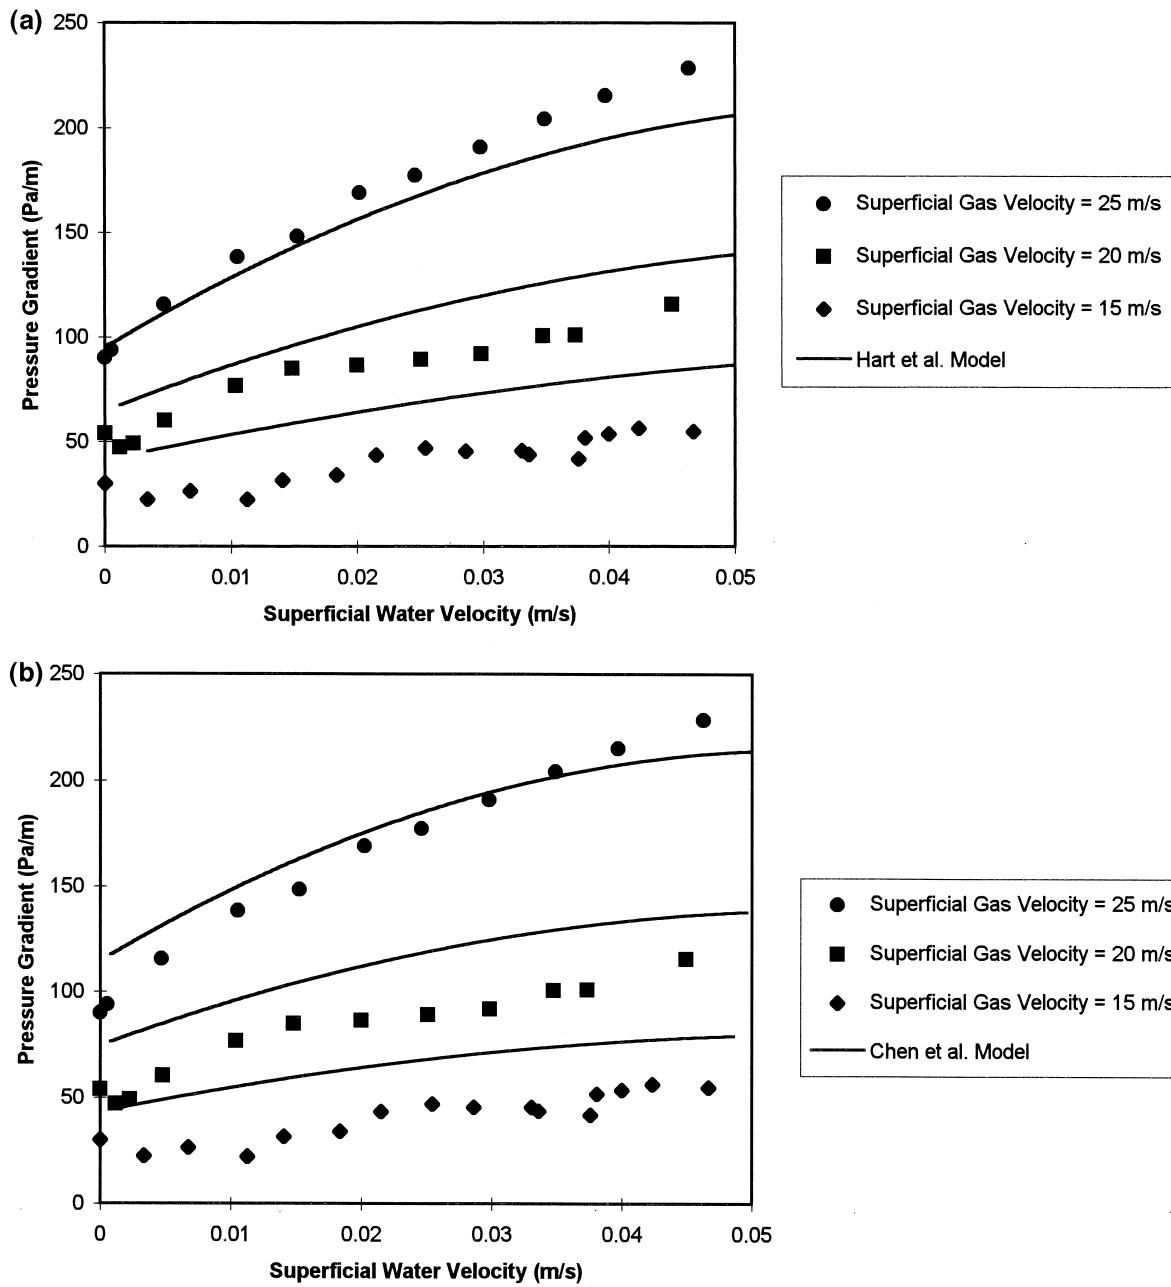 (a)
250
200
150
100
50
0
Pressure Gradient (Pa/m)
0 0.01 0.02 0.03 0.04 0.05
Superficial Water Velocity (m/s)
Superficial Gas Velocity = 25 m/s
Superficial Gas Velocity = 20 m/s
Superficial Gas Velocity = 15 m/s
Hart et al. Model
(b)
250
200
150
100
50
0
Pressure Gradient (Pa/m)
0 0.01 0.02 0.03 0.04 0.05
Superficial Water Velocity (m/s)
Superficial Gas Velocity = 25 m/s
Superficial Gas Velocity = 20 m/s
Superficial Gas Velocity = 15 m/s
Chen et al. Model